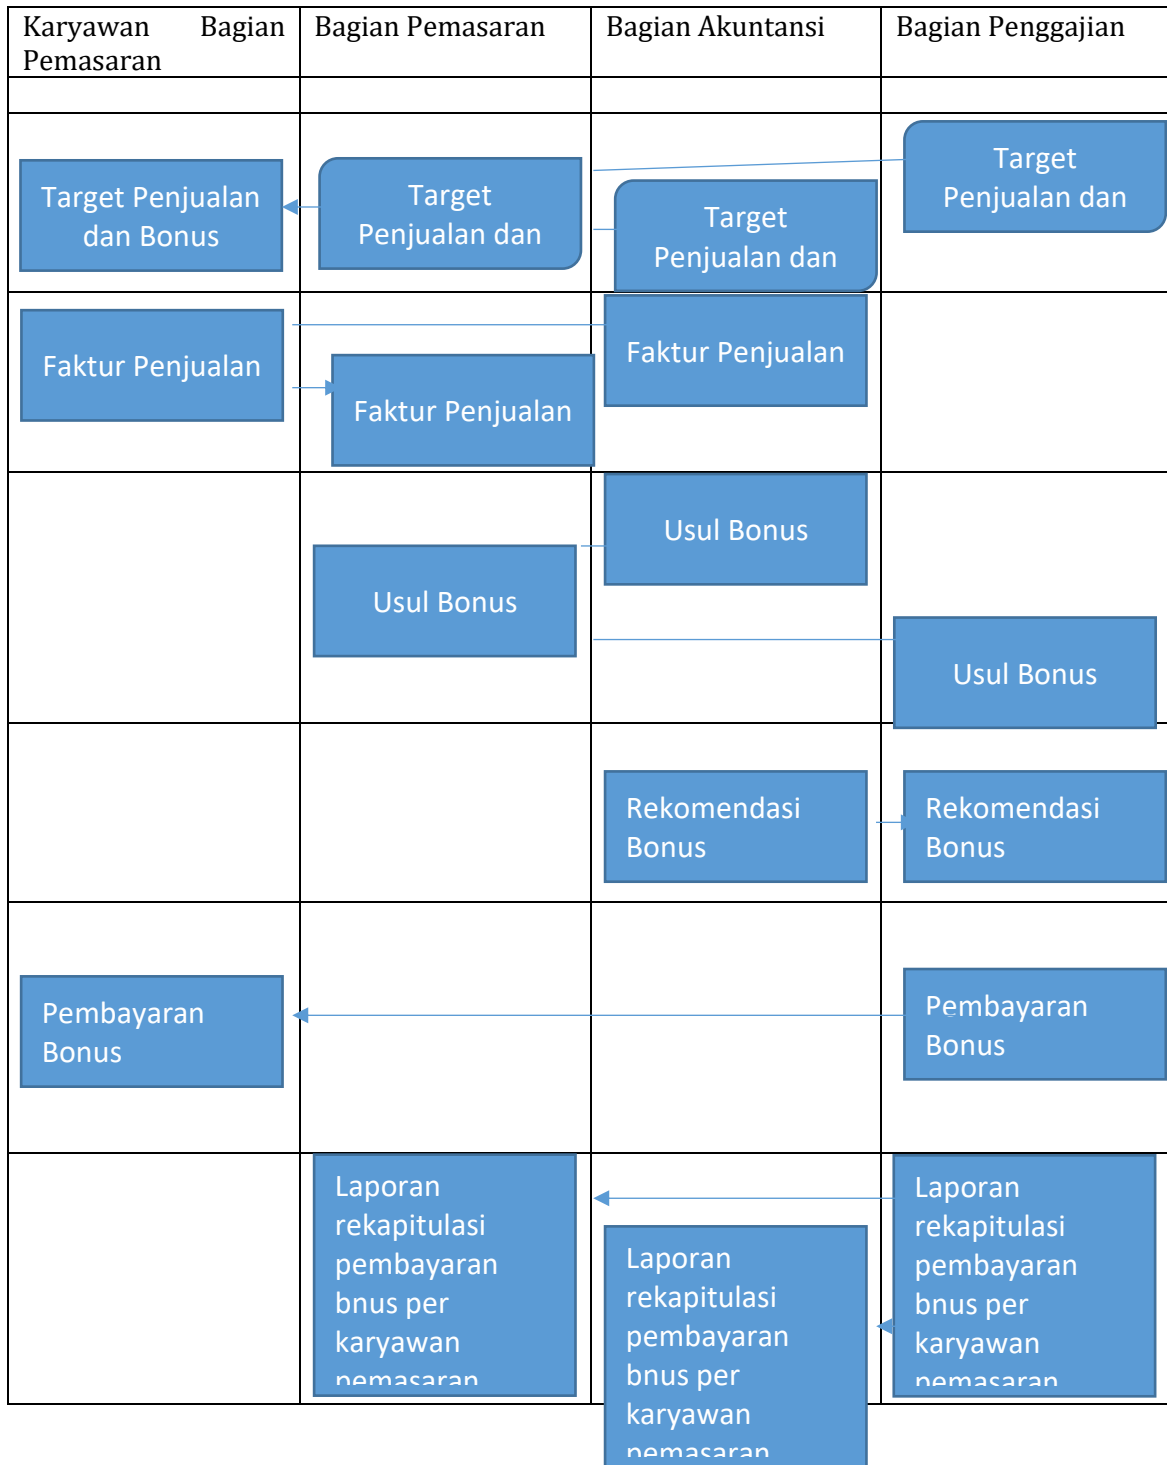 Karyawan Bagian
Pemasaran
Bagian Pemasaran
Bagian Akuntansi
Bagian Penggajian
Target Penjualan
dan Bonus
Target
Penjualan dan
Target
Penjualan dan
Target
Penjualan dan
Faktur Penjualan
Faktur Penjualan
Faktur Penjualan
Usul Bonus
Usul Bonus
Usul Bonus
Rekomendasi
Bonus
Rekomendasi
Bonus
Pembayaran
Bonus
Pembayaran
Bonus
Laporan
rekapitulasi
pembayaran
bnus per
karyawan
pemasaran
Laporan
rekapitulasi
pembayaran
bnus per
karyawan
pemasaran
Laporan
rekapitulasi
pembayaran
bnus per
karyawan
pemasaran